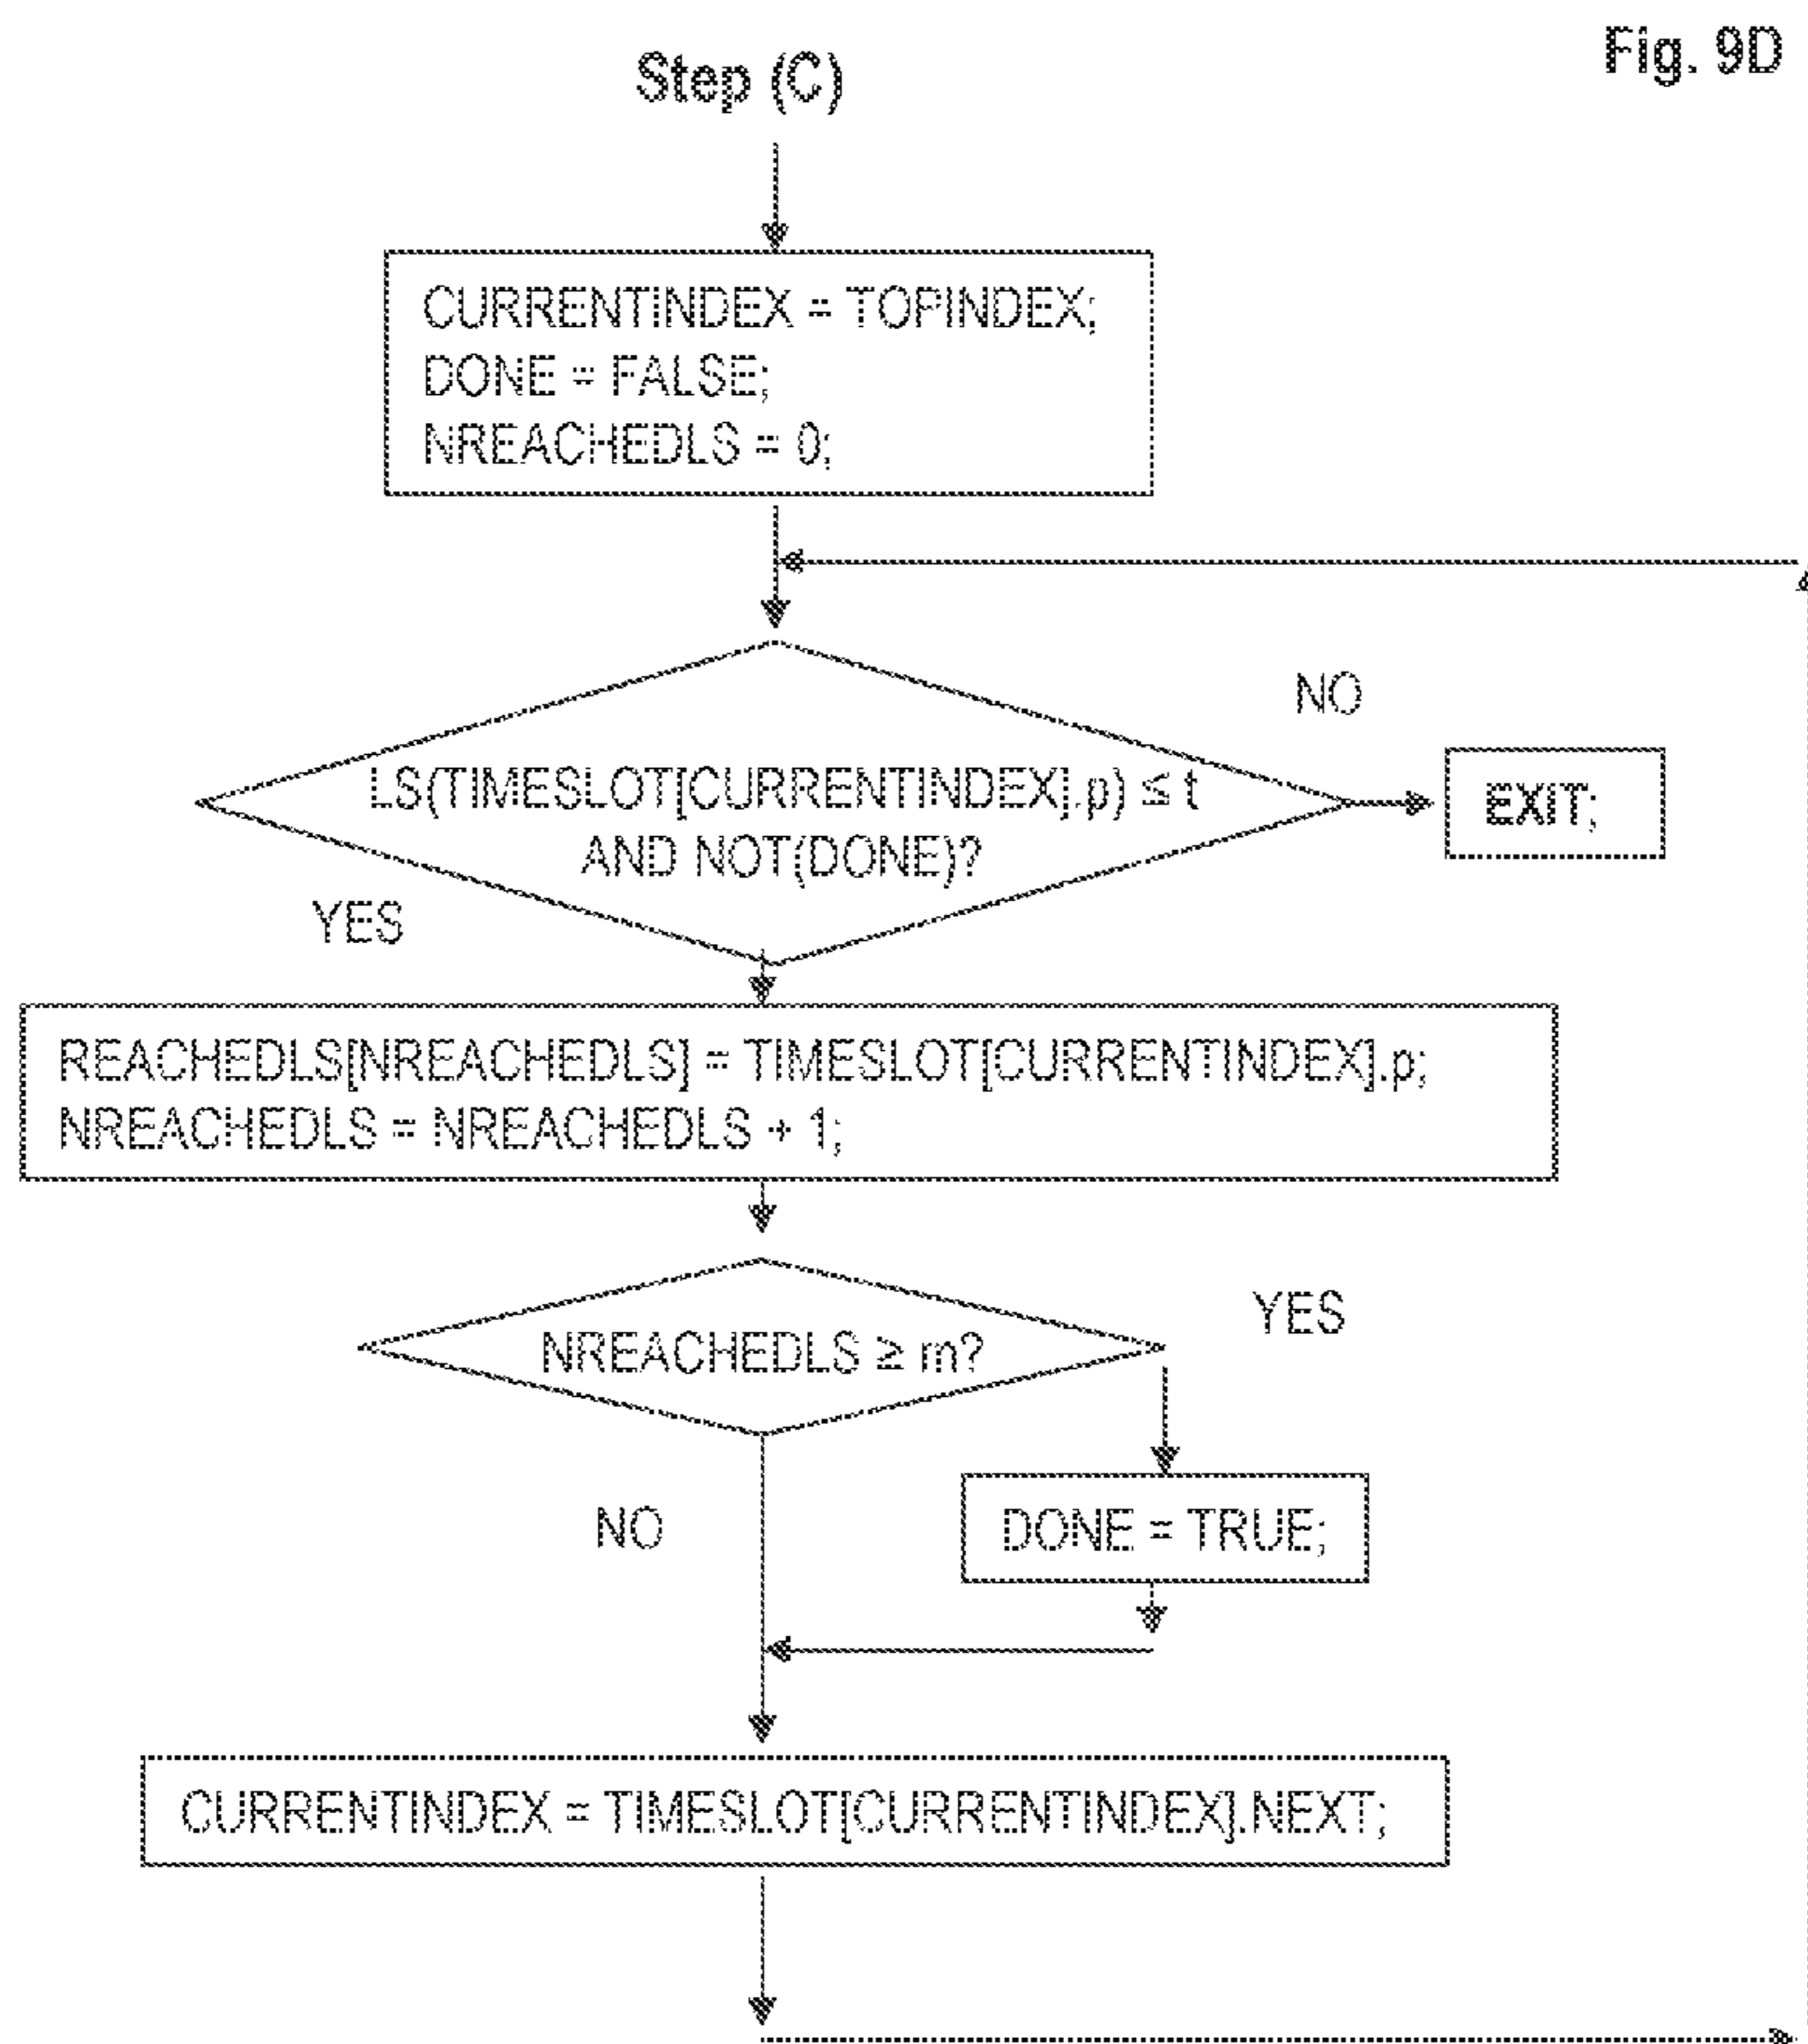 Fig. 9D
Step (C)
CURRENTINDEX = TOPINDEX;
DONE = FALSE;
NREACHEDLS = 0;
NO
LS(TIMESLOT[CURRENTINDEX].p) ≤ t
AND NOT(DONE)?
EXIT;
YES
REACHEDLS[NREACHEDLS] = TIMESLOT[CURRENTINDEX].p;
NREACHEDLS = NREACHEDLS + 1;
YES
NREACHEDLS ≥ m?
NO
DONE = TRUE;
CURRENTINDEX = TIMESLOT[CURRENTINDEX].NEXT;